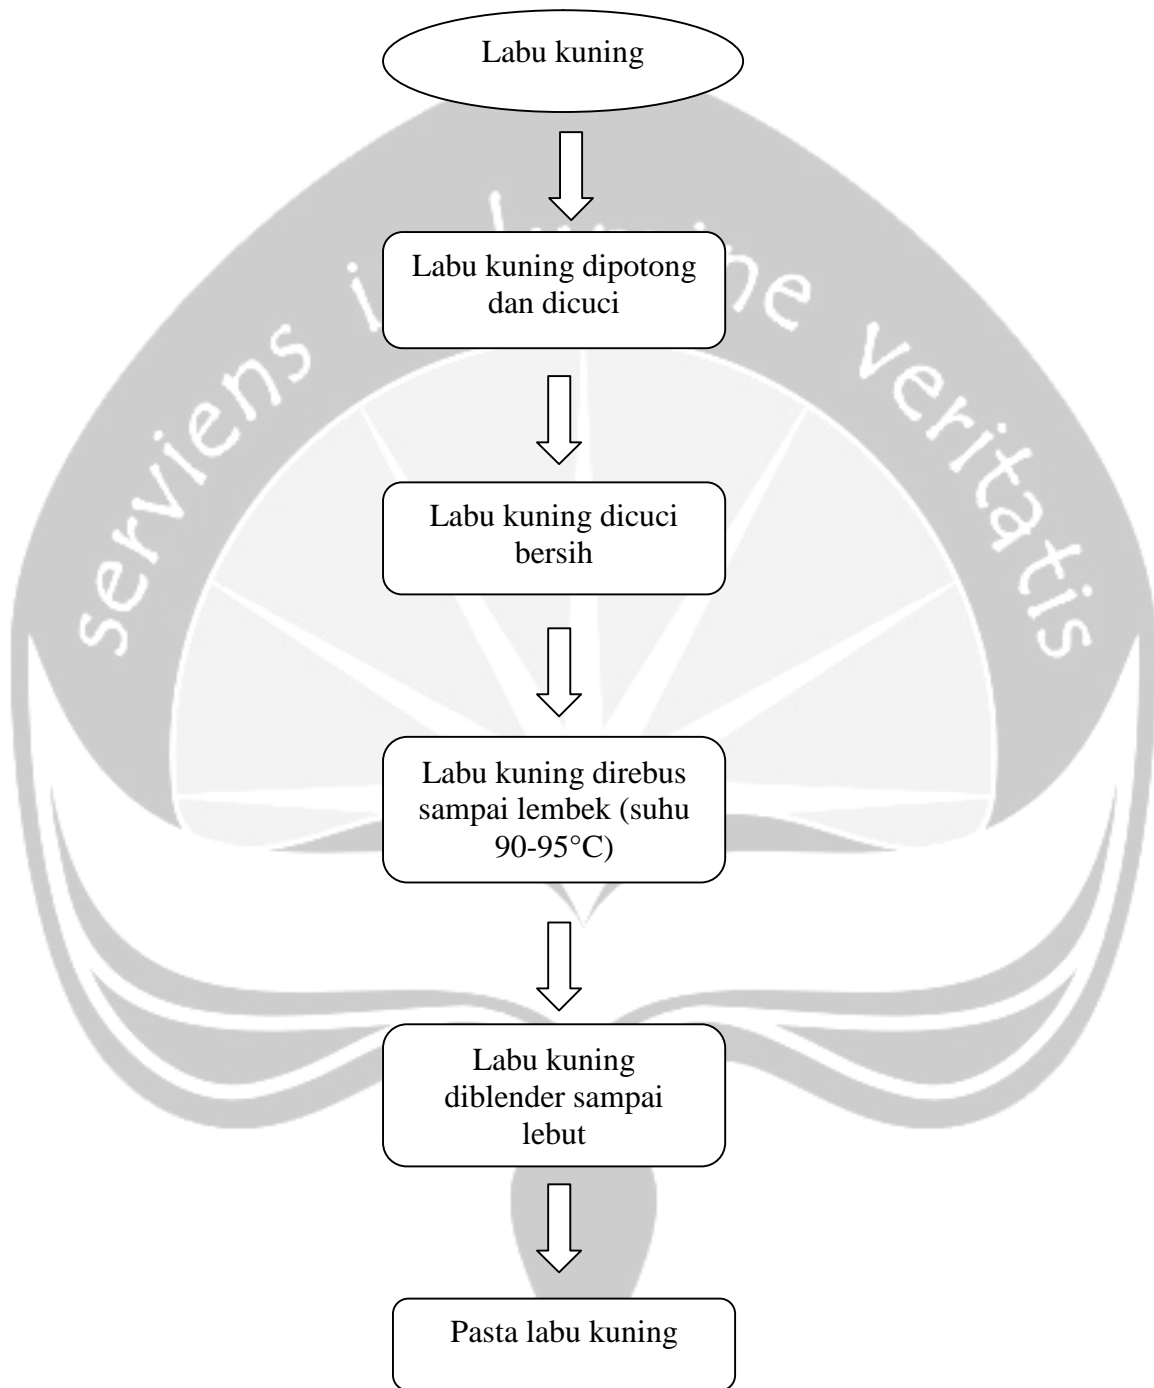 Labu kuning
Labu kuning dipotong
dan dicuci
serviens i lumine veritatis
Labu kuning dicuci
bersih
Labu kuning direbus
sampai lembek (suhu
90-95°C)
Labu kuning
diblender sampai
lebut
Pasta labu kuning